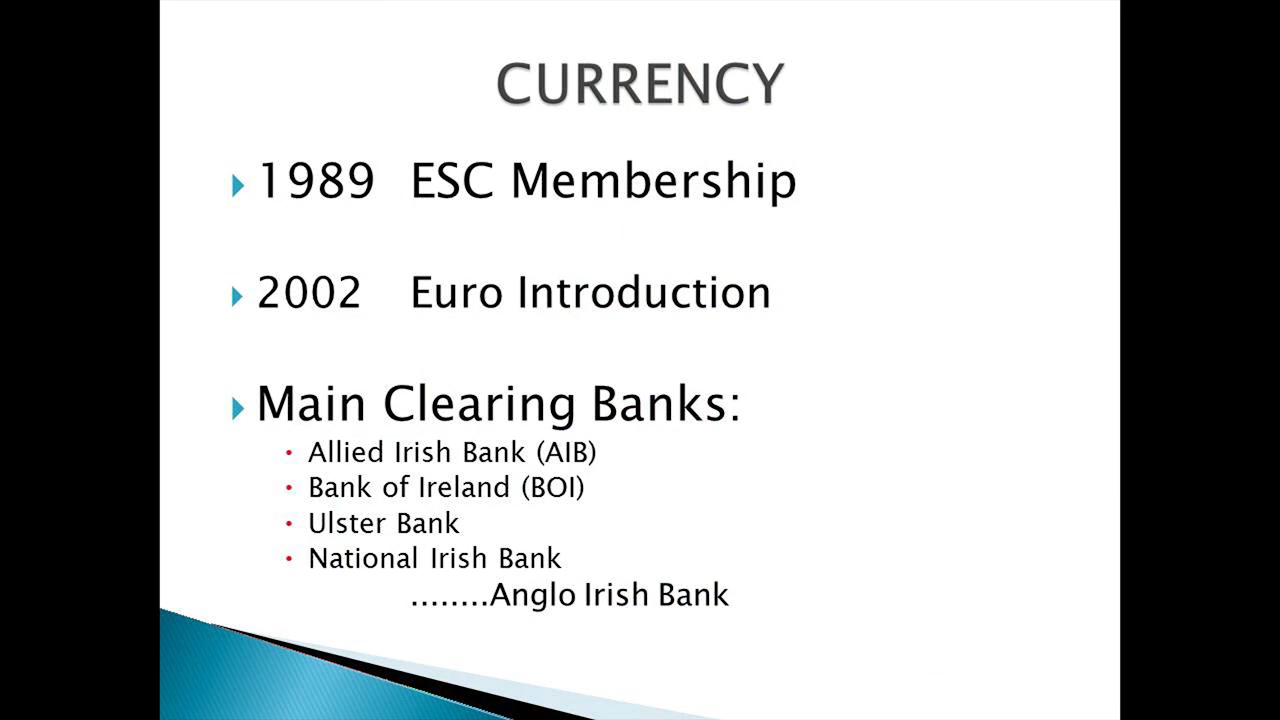 CURRENCY
1989 ESC Membership
2002 Euro Introduction
Main Clearing Banks:
Allied Irish Bank (AIB)
Bank of Ireland (BOI)
Ulster Bank
National Irish Bank
........Anglo Irish Bank